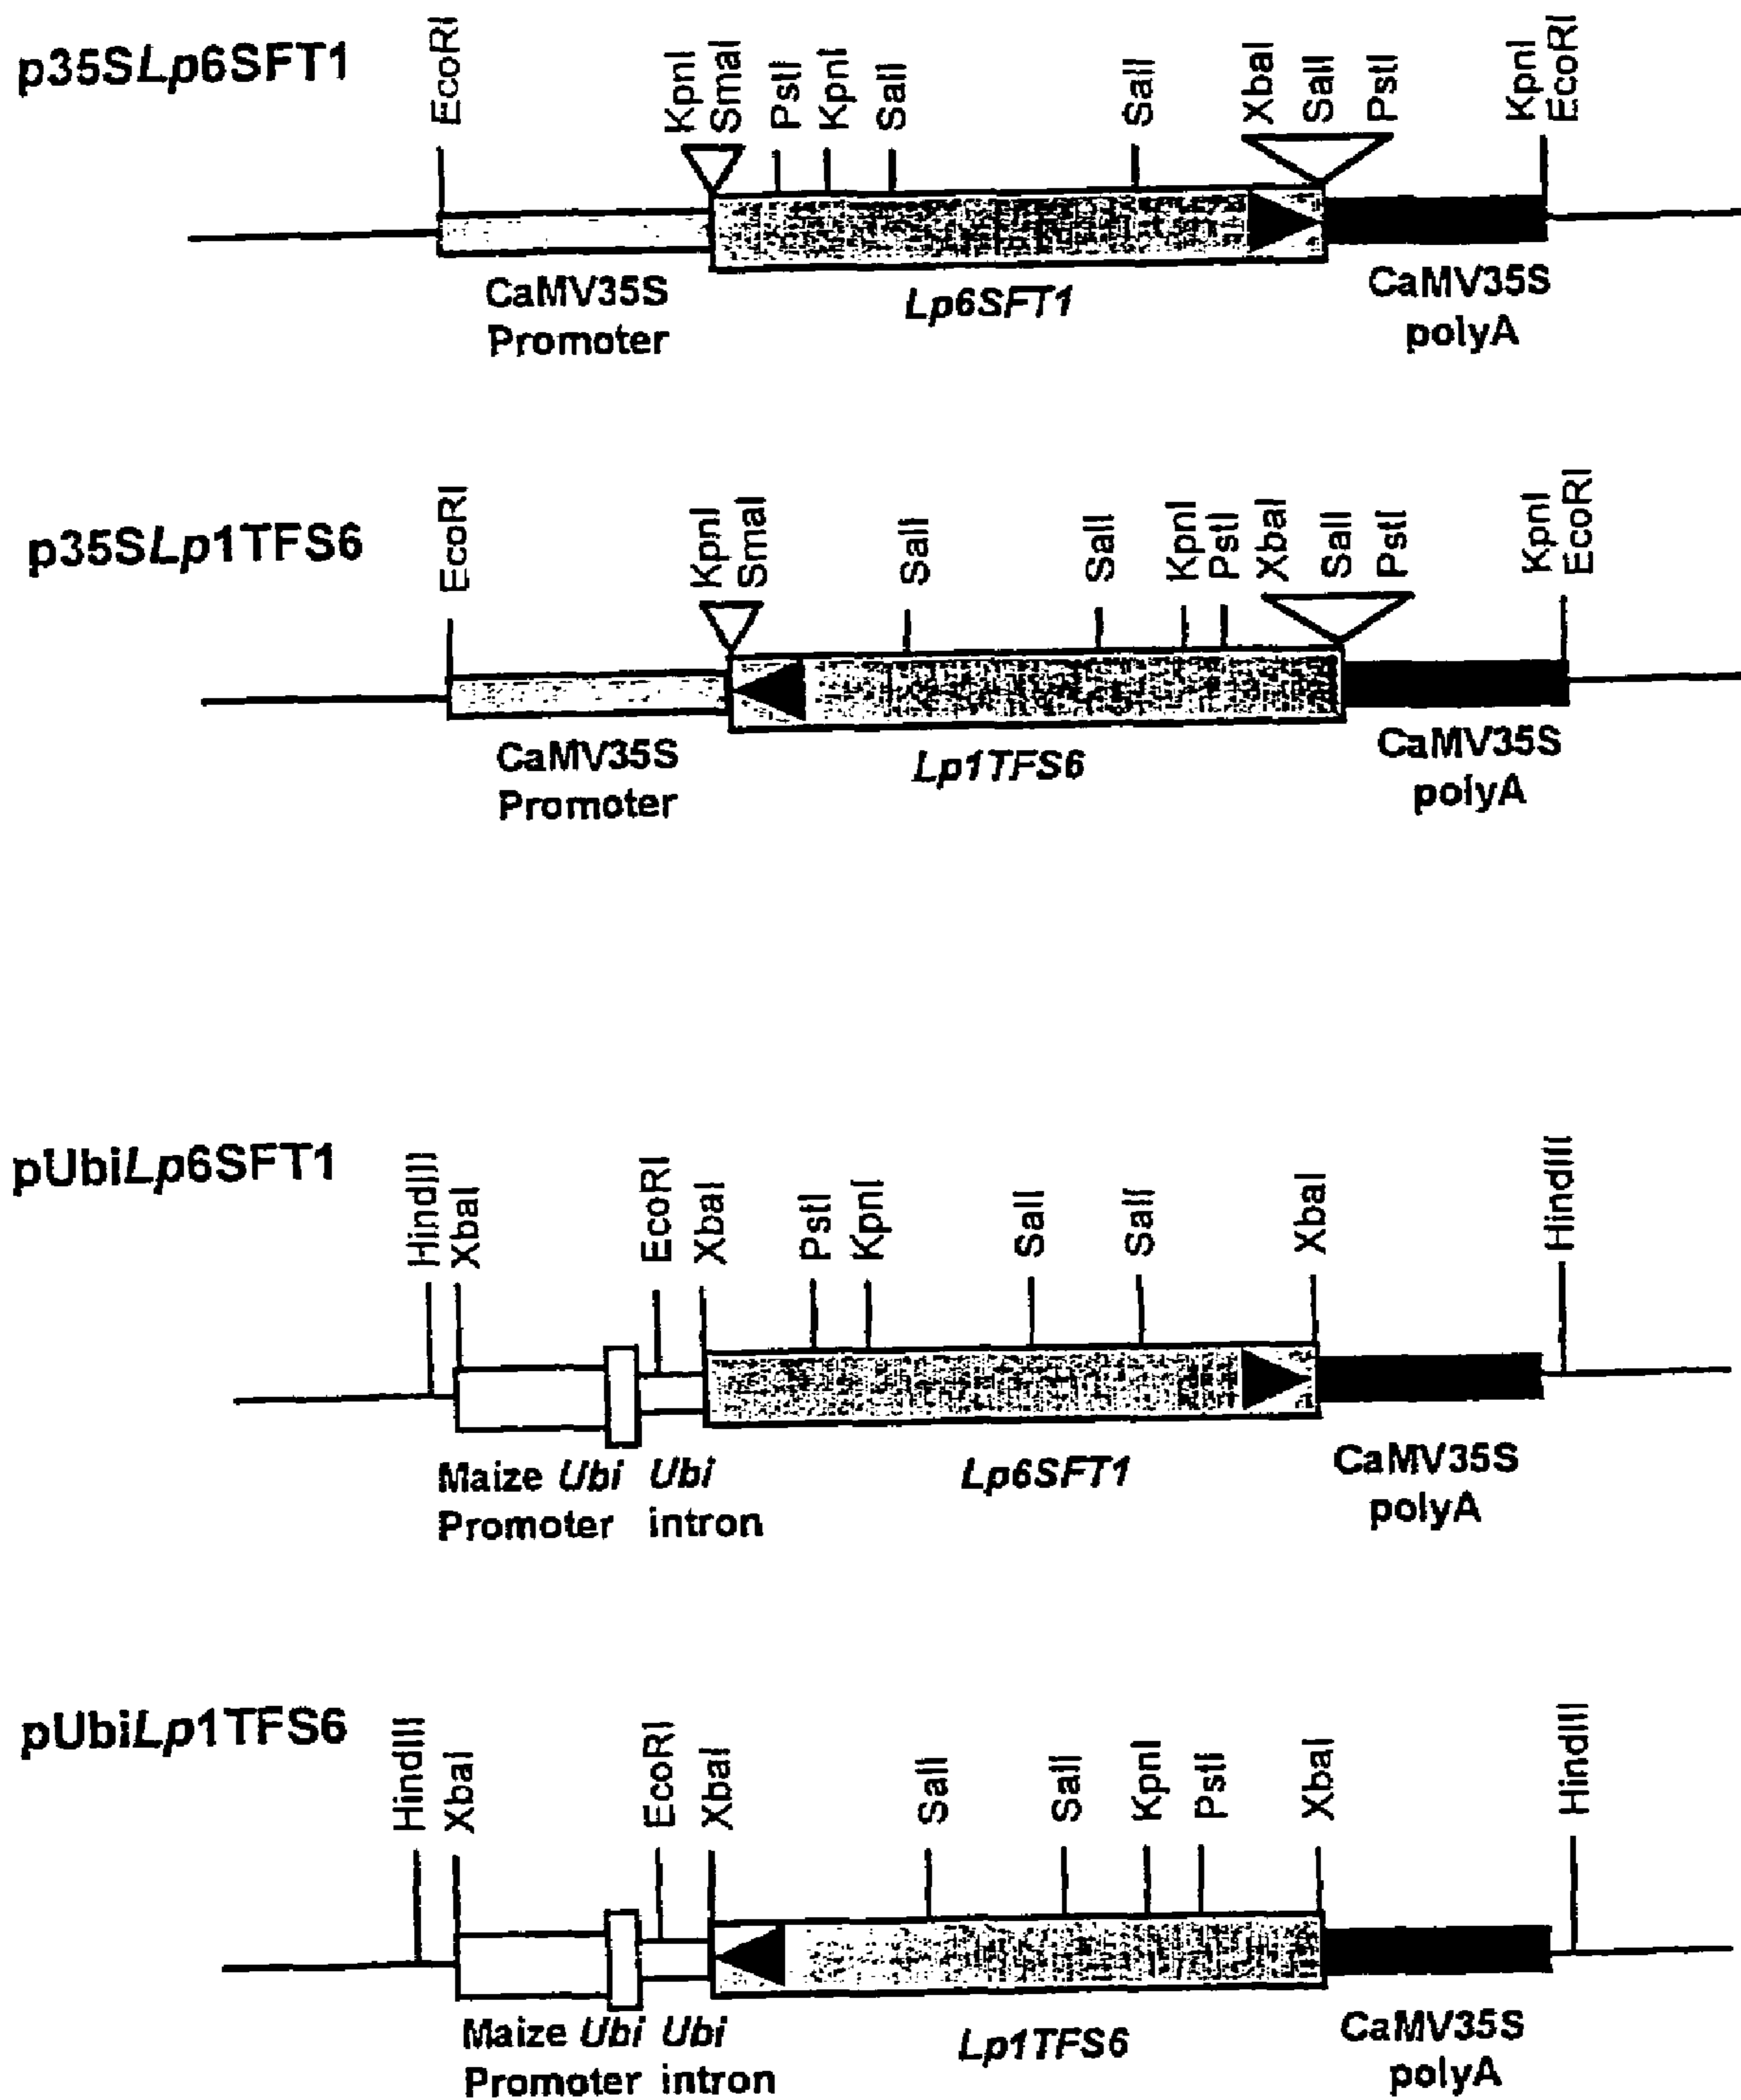 p35SLp6SFT1
EcoRI
KpnI
SmaI
PstI
KpnI
SalI
SalI
XbaI
SalI
PstI
KpnI
EcoRI
CaMV35S
Promoter
Lp6SFT1
CaMV35S
polyA
p35SLp1TFS6
EcoRI
KpnI
SmaI
SalI
SalI
KpnI
PstI
XbaI
SalI
PstI
KpnI
EcoRI
CaMV35S
Promoter
Lp1TFS6
CaMV35S
polyA
pUbiLp6SFT1
HindIII
XbaI
EcoRI
XbaI
PstI
KpnI
SalI
SalI
XbaI
HindIII
Maize Ubi
Promoter
Ubi
intron
Lp6SFT1
CaMV35S
polyA
pUbiLp1TFS6
HindIII
XbaI
EcoRI
XbaI
SalI
SalI
KpnI
PstI
XbaI
HindIII
Maize Ubi
Promoter
Ubi
intron
Lp1TFS6
CaMV35S
polyA